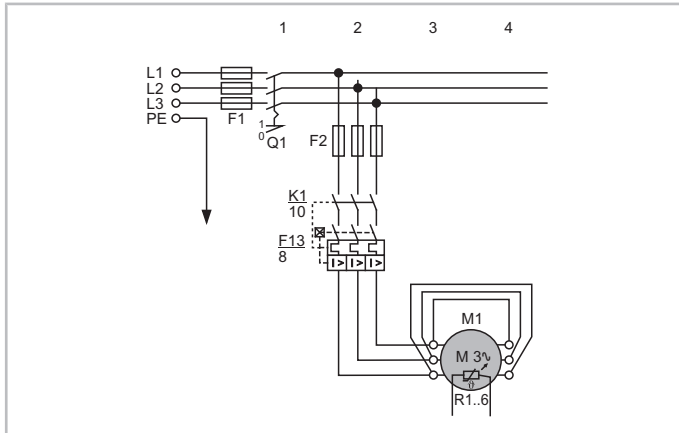 1 2 3 4
L1
L2
L3
PE
F1
1
0
Q1
F2
K1
10
F13
8
I > I > I >
M1
M 3∿
ϑ
R1..6